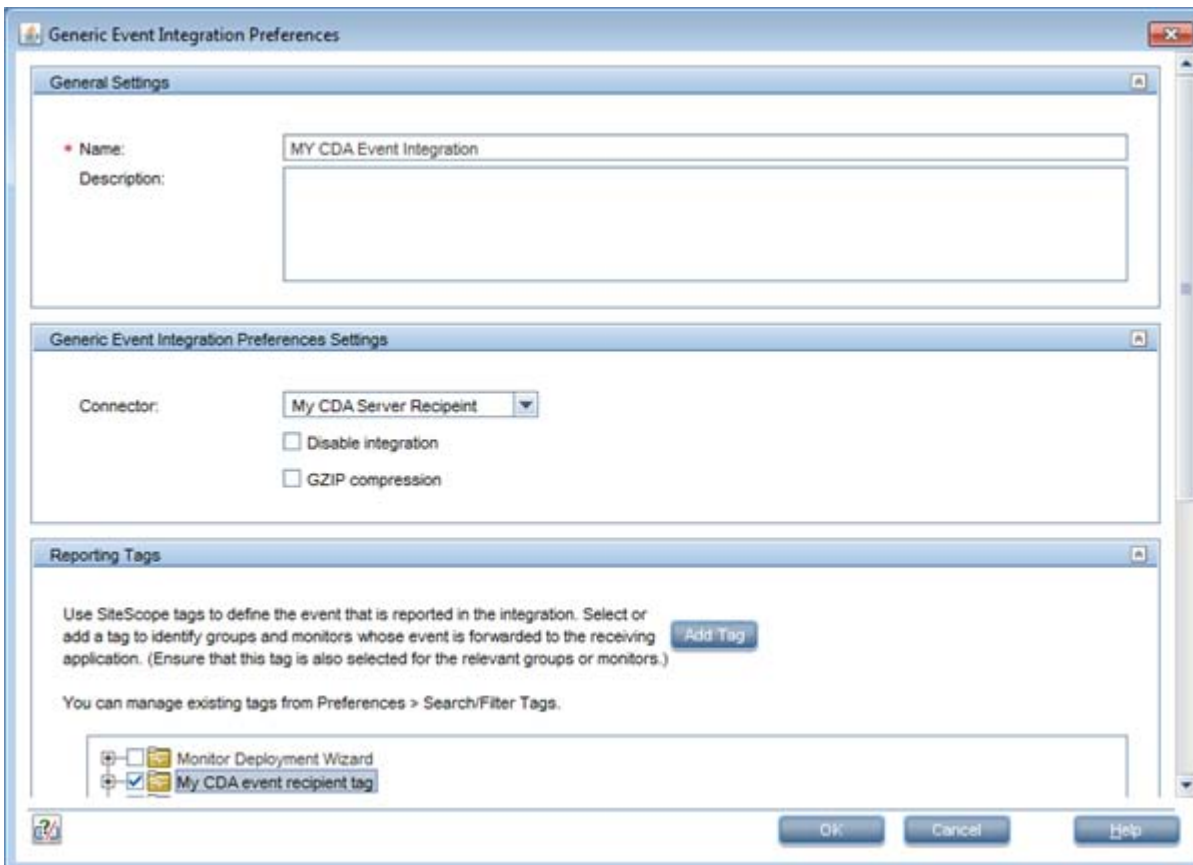 Generic Event Integration Preferences
General Settings
* Name:
MY CDA Event Integration
Description:
Generic Event Integration Preferences Settings
Connector:
My CDA Server Recipeint
Disable integration
GZIP compression
Reporting Tags
Use SiteScope tags to define the event that is reported in the integration. Select or
add a tag to identify groups and monitors whose event is forwarded to the receiving
application. (Ensure that this tag is also selected for the relevant groups or monitors.)
Add Tag
You can manage existing tags from Preferences > Search/Filter Tags.
Monitor Deployment Wizard
My CDA event recipient tag
OK
Cancel
Help